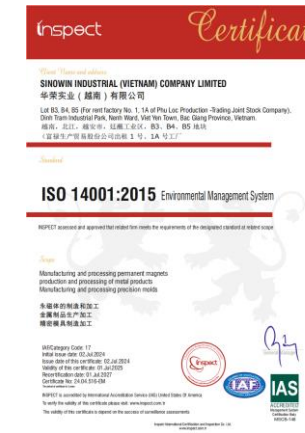 inspect
Certificat
Client Name and address
SINOWIN INDUSTRIAL (VIETNAM) COMPANY LIMITED
华荣实业（越南）有限公司
Lot B3, B4, B5 (For rent factory No. 1, 1A of Phu Loc Production -Trading Joint Stock Company),
Dinh Tram Industrial Park, Nenh Ward, Viet Yen Town, Bac Giang Province, Vietnam.
越南，北江，越安市，廷概工业区，B3、B4、B5 地块
（富禄生产贸易股份公司出租 1 号、1A 号工厂
Standard
ISO 14001:2015 Environmental Management System
INSPECT assesses and approved that related firm meets the requirements of the designated standard at related scope
Scope
Manufacturing and processing permanent magnets
production and processing of metal products
Manufacturing and processing precision molds
永磁体的制造和加工
金属制品生产加工
精密模具制造加工
IAF/Category Code: 17
Initial issue date: 02.Jul.2024
Issue date of this certificate: 02.Jul.2024
Validity of this certificate: 01.Jul.2025
Recertification date: 01.Jul.2027
Certificate No: 24.04.516-EM
INSPECT is accredited by International Accreditation Service (IAS) United States Of America
To verify the validity of this certificate please visit: www.inspect.com.tr
The validity of this certificate is depend on the success of surveillance assessments
inspect
IAF
IAS
ACCREDITED